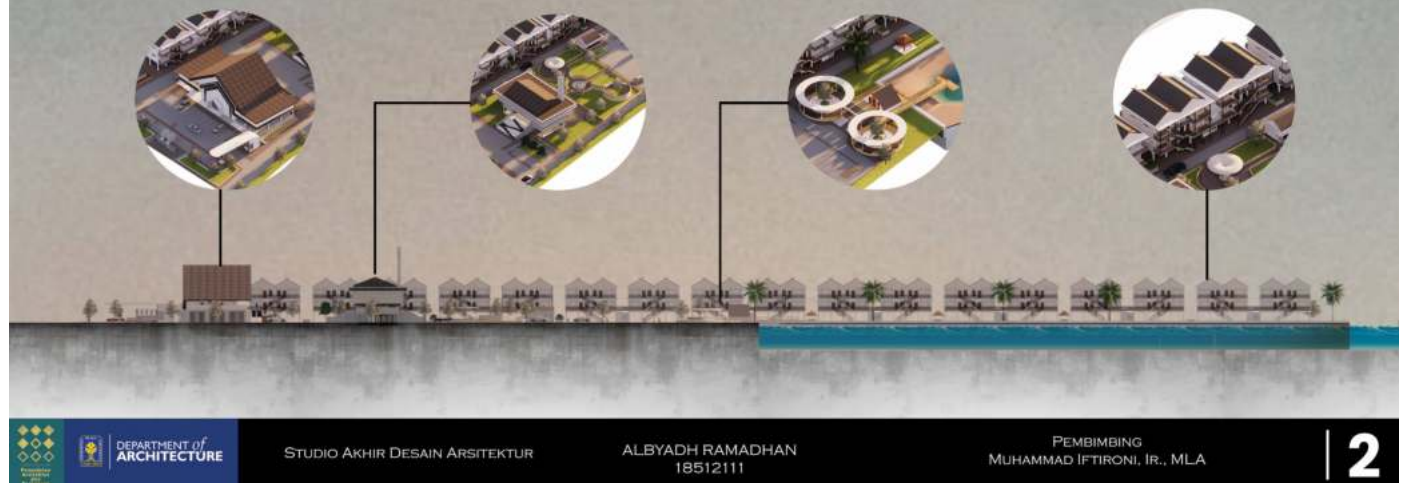 DEPARTMENT of
ARCHITECTURE
STUDIO AKHIR DESAIN ARSITEKTUR
ALBYADH RAMADHAN
18512111
PEMBIMBING
MUHAMMAD IFTIRONI, IR., MLA
2